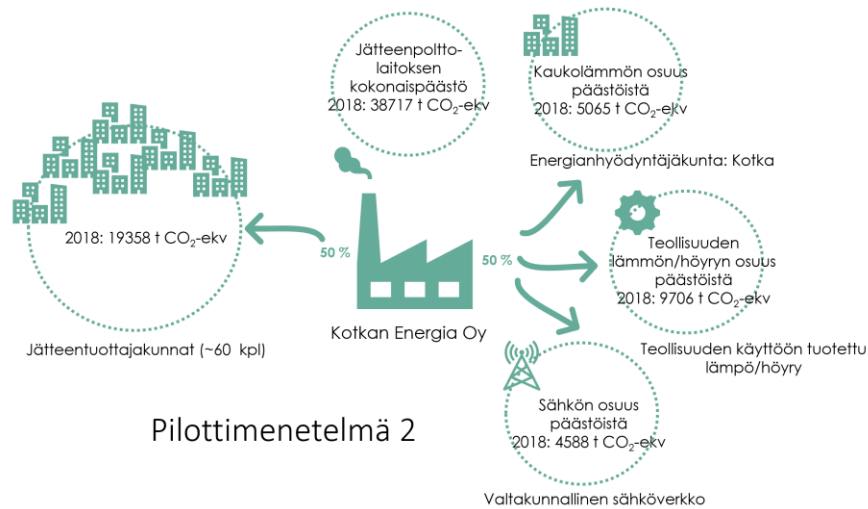 Jätteenpoltto-
laitoksen
kokonaispäästö
2018: 38717 t CO₂-ekv
Kaukolämmön osuus
päästöistä
2018: 5065 t CO₂-ekv
Energianhyödyntäjäkunta: Kotka
2018: 19358 t CO₂-ekv
Jätteentuottajakunnat (~60 kpl)
50 %
50 %
Kotkan Energia Oy
Teollisuuden
lämmön/höyryn osuus
päästöistä
2018: 9706 t CO₂-ekv
Teollisuuden käyttöön tuotettu
lämpö/höyry
Sähkön osuus
päästöistä
2018: 4588 t CO₂-ekv
Valtakunnallinen sähköverkko
Pilottimenetelmä 2